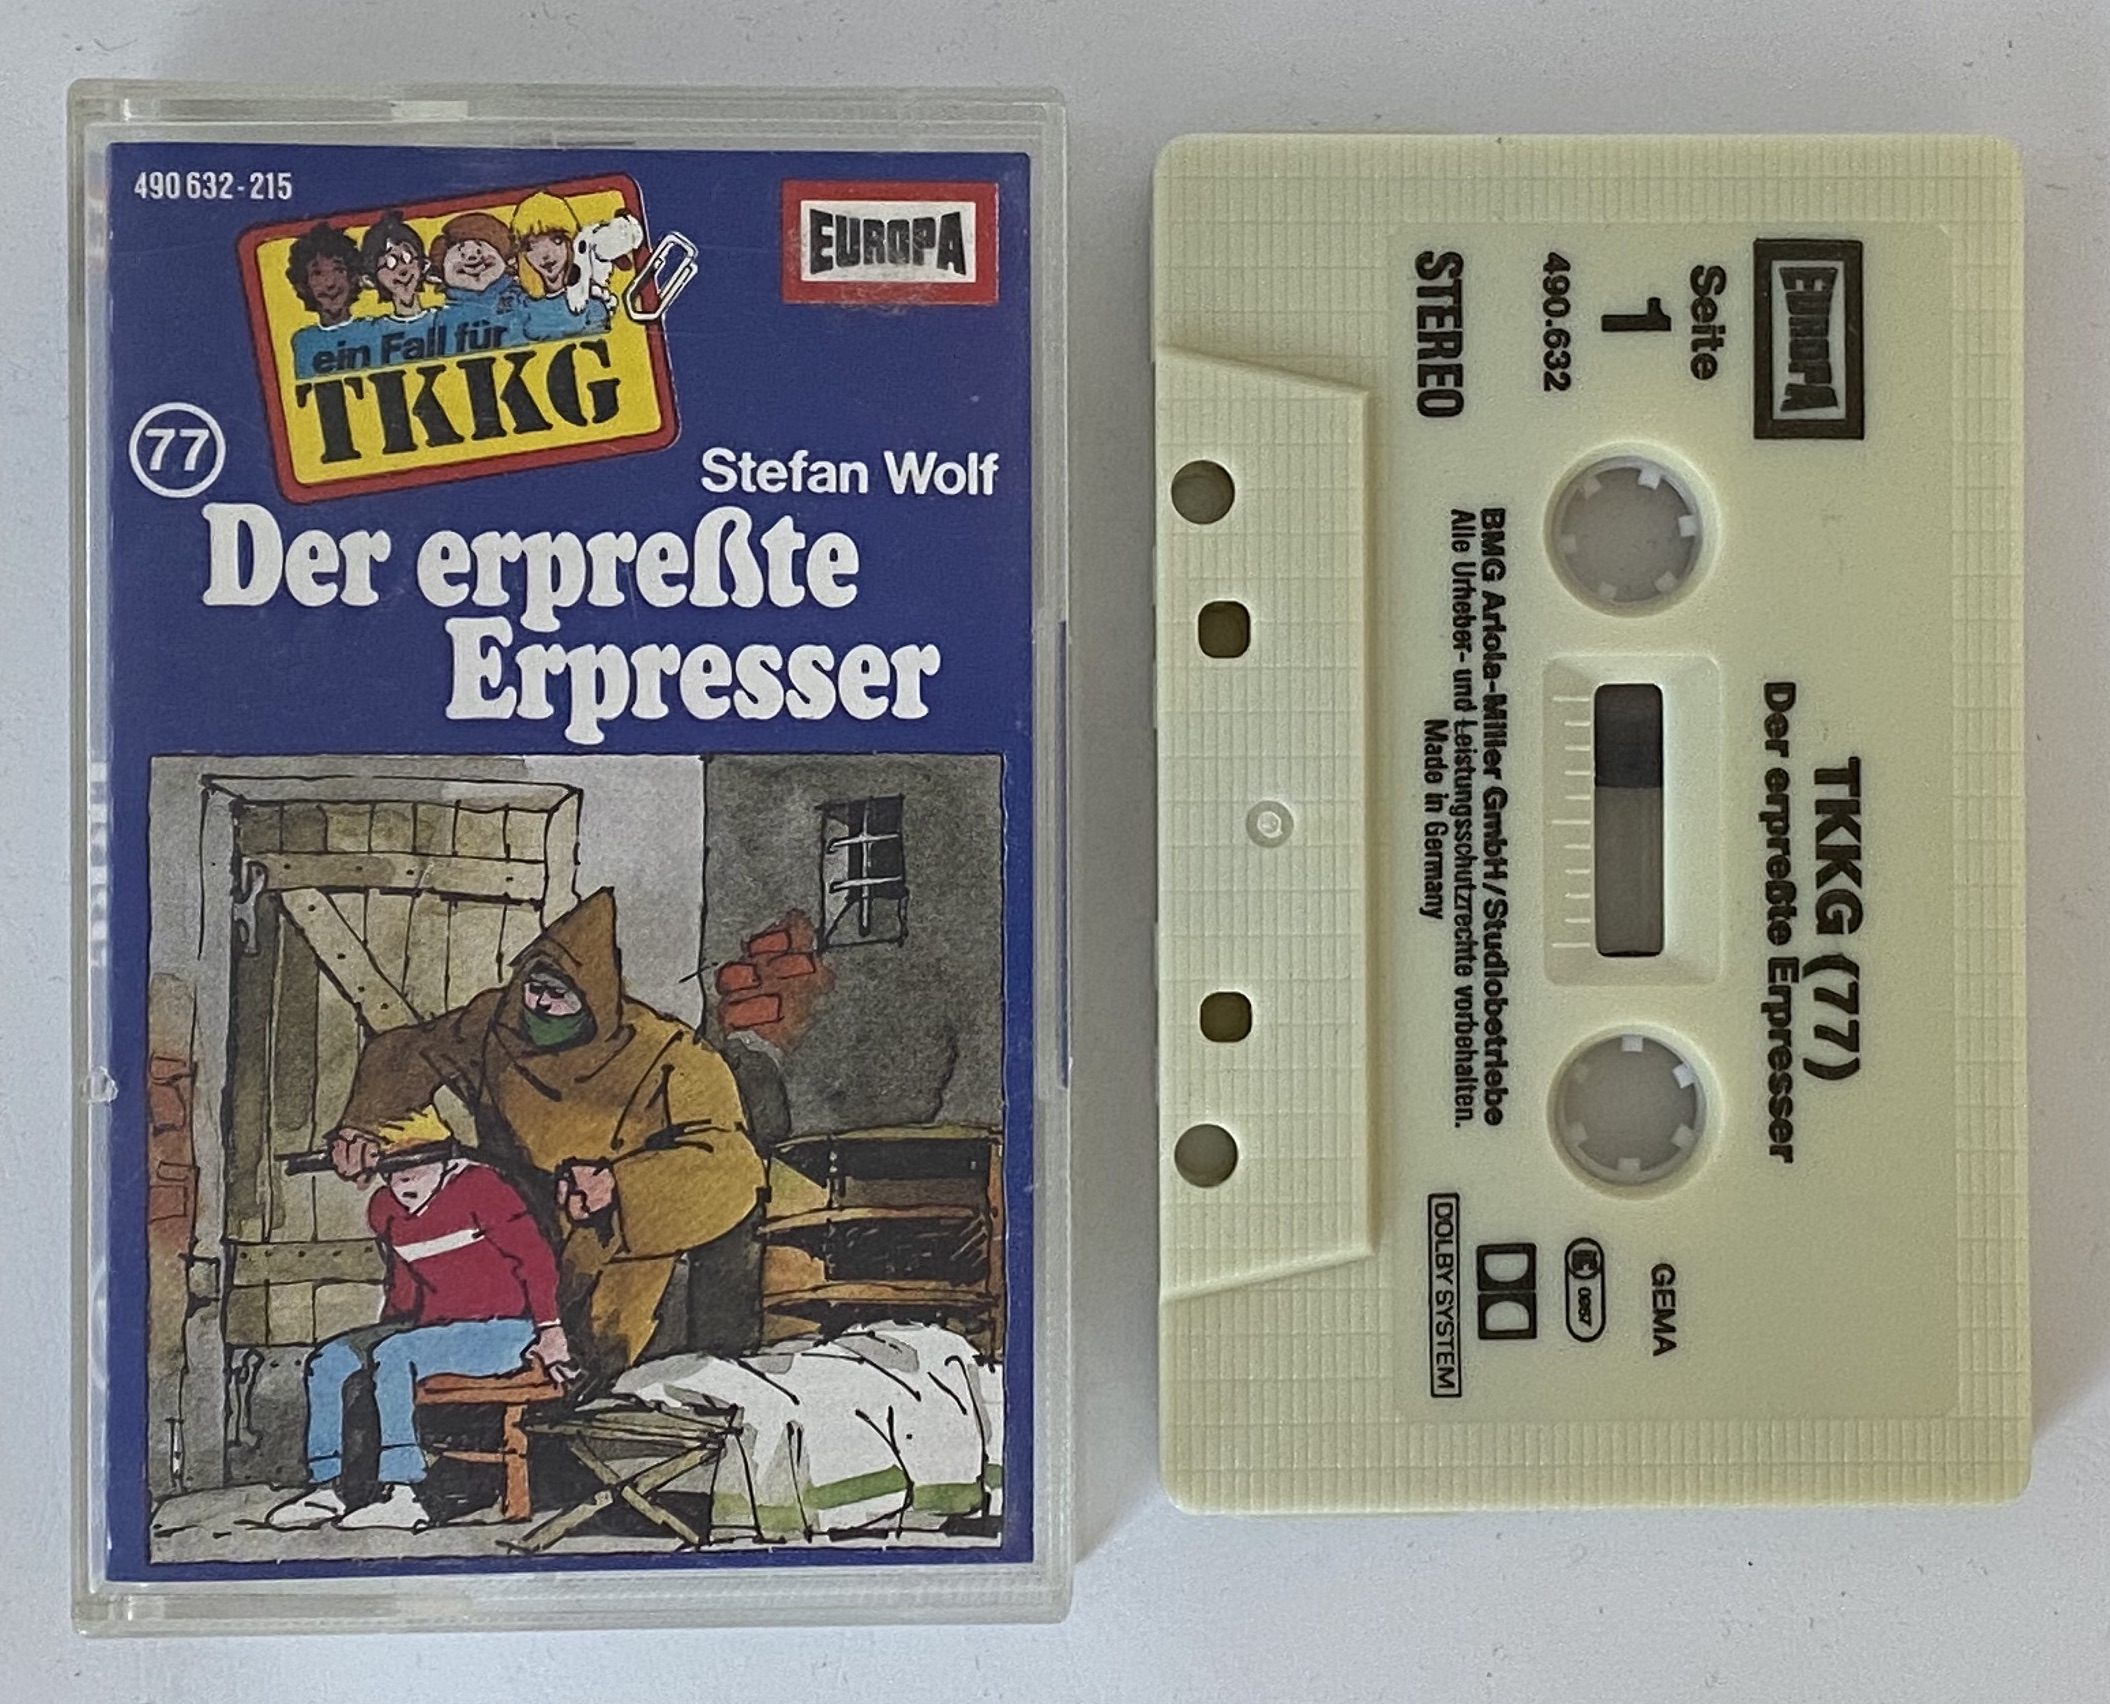 490 632 - 215
EUROPA
ein Fall für
TKKG
77
Stefan Wolf
Der erpreßte
Erpresser
EUROPA
TKKG (77)
Der erpreßte Erpresser
Seite
1
490.632
STEREO
BMG Ariola-Miller GmbH/Studiobetriebe
Alle Urheber- und Leistungsschutzrechte vorbehalten.
Made in Germany
GEMA
LC 0867
DOLBY SYSTEM